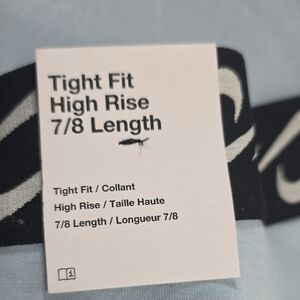 Tight Fit
High Rise
7/8 Length
Tight Fit / Collant
High Rise / Taille Haute
7/8 Length / Longueur 7/8